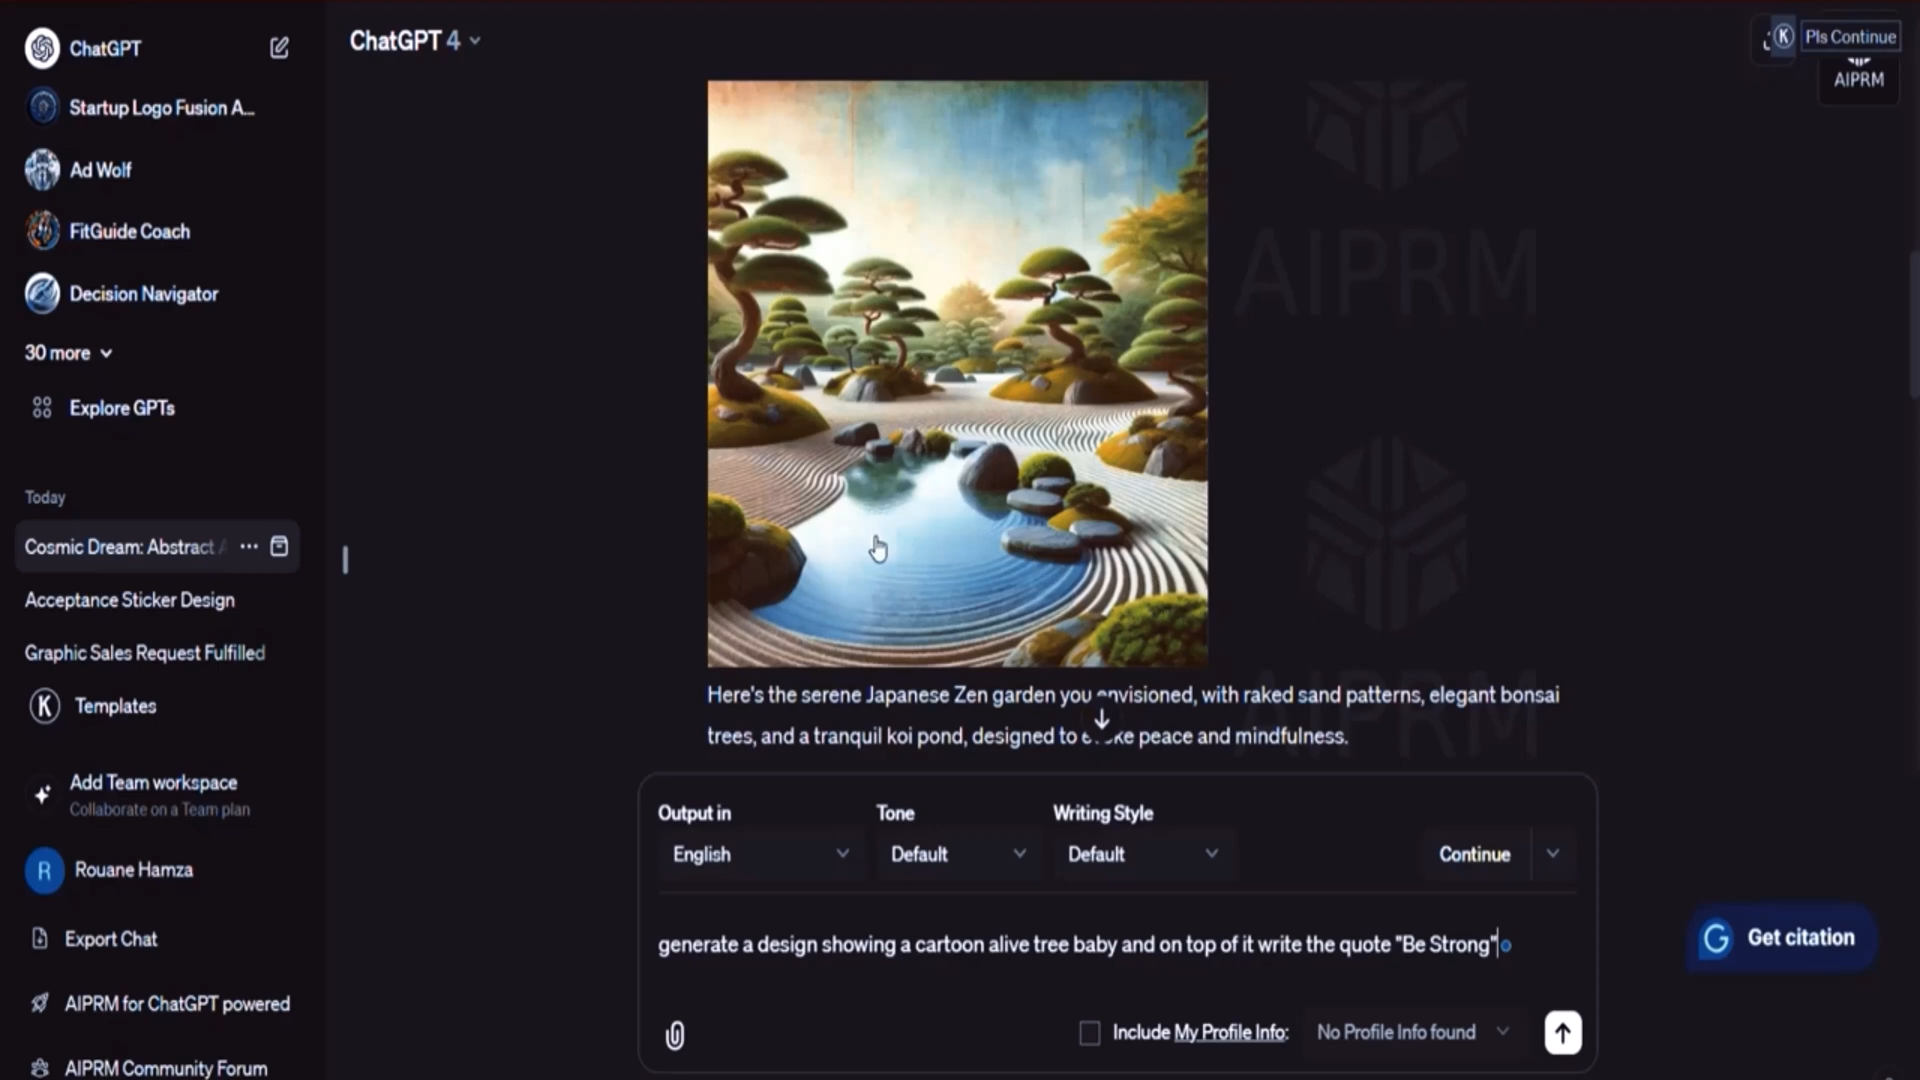 ChatGPT
Startup Logo Fusion A...
Ad Wolf
FitGuide Coach
Decision Navigator
30 more
Explore GPTs
Today
Cosmic Dream: Abstract
Acceptance Sticker Design
Graphic Sales Request Fulfilled
K Templates
Add Team workspace
Collaborate on a Team plan
R Rouane Hamza
Export Chat
AIPRM for ChatGPT powered
AIPRM Community Forum
ChatGPT 4
K Pls Continue
AIPRM
AIPRM
AIPRM
Here's the serene Japanese Zen garden you envisioned, with raked sand patterns, elegant bonsai
trees, and a tranquil koi pond, designed to evoke peace and mindfulness.
Output in Tone Writing Style
English Default Default Continue
generate a design showing a cartoon alive tree baby and on top of it write the quote "Be Strong"
Include My Profile Info: No Profile Info found
G Get citation